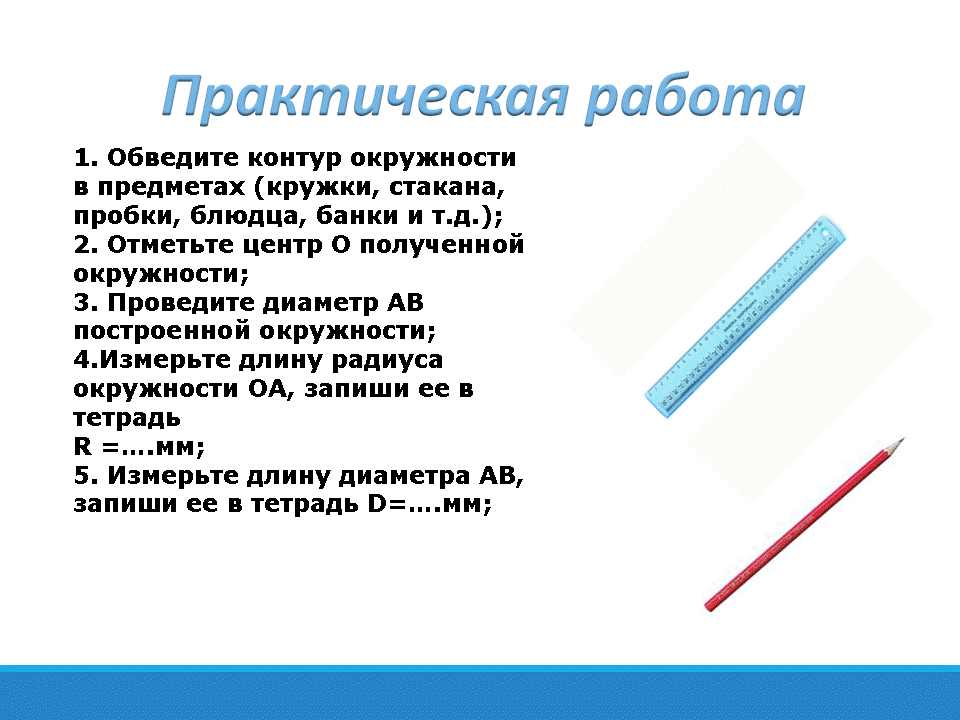 Практическая работа
1. Обведите контур окружности
в предметах (кружки, стакана,
пробки, блюдца, банки и т.д.);
2. Отметьте центр О полученной
окружности;
3. Проведите диаметр АВ
построенной окружности;
4.Измерьте длину радиуса
окружности ОА, запиши ее в
тетрадь
R =….мм;
5. Измерьте длину диаметра АВ,
запиши ее в тетрадь D=….мм;